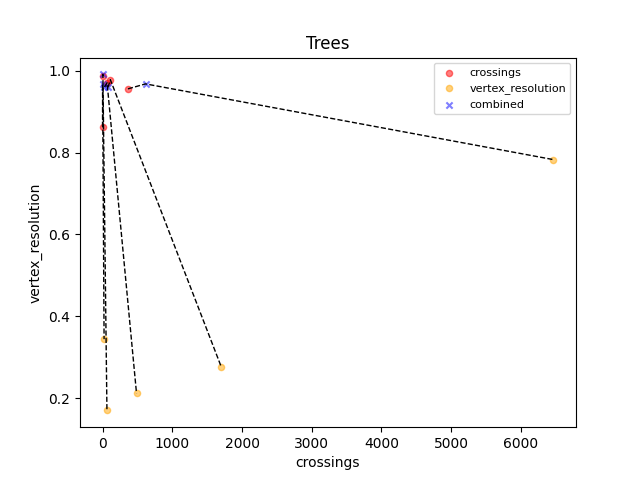 Trees
1.0
0.8
0.6
0.4
0.2
vertex_resolution
crossings
vertex_resolution
combined
0 1000 2000 3000 4000 5000 6000
crossings